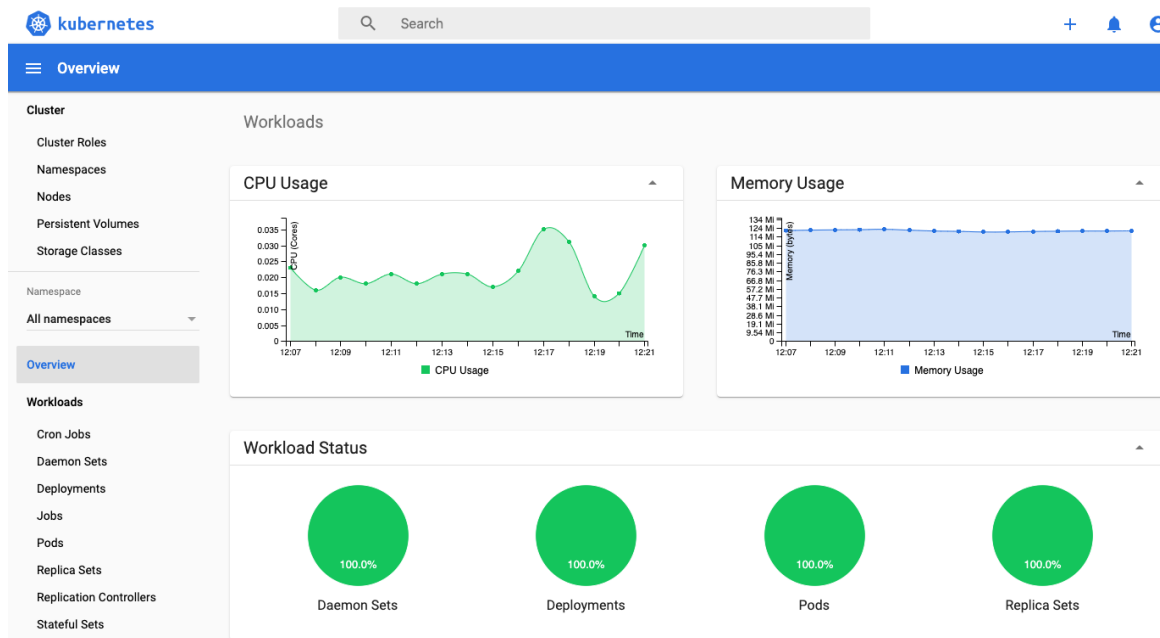 kubernetes
Search
Overview
Cluster
Cluster Roles
Namespaces
Nodes
Persistent Volumes
Storage Classes
Namespace
All namespaces
Overview
Workloads
Cron Jobs
Daemon Sets
Deployments
Jobs
Pods
Replica Sets
Replication Controllers
Stateful Sets
Workloads
CPU Usage
CPU (Cores)
0.035
0.030
0.025
0.020
0.015
0.010
0.005
0
Time
12:07 12:09 12:11 12:13 12:15 12:17 12:19 12:21
CPU Usage
Memory Usage
Memory (bytes)
134 Mi
124 Mi
114 Mi
105 Mi
95.4 Mi
85.8 Mi
76.3 Mi
66.8 Mi
57.2 Mi
47.7 Mi
38.1 Mi
28.6 Mi
19.1 Mi
9.54 Mi
0
Time
12:07 12:09 12:11 12:13 12:15 12:17 12:19 12:21
Memory Usage
Workload Status
100.0% 100.0% 100.0% 100.0%
Daemon Sets Deployments Pods Replica Sets